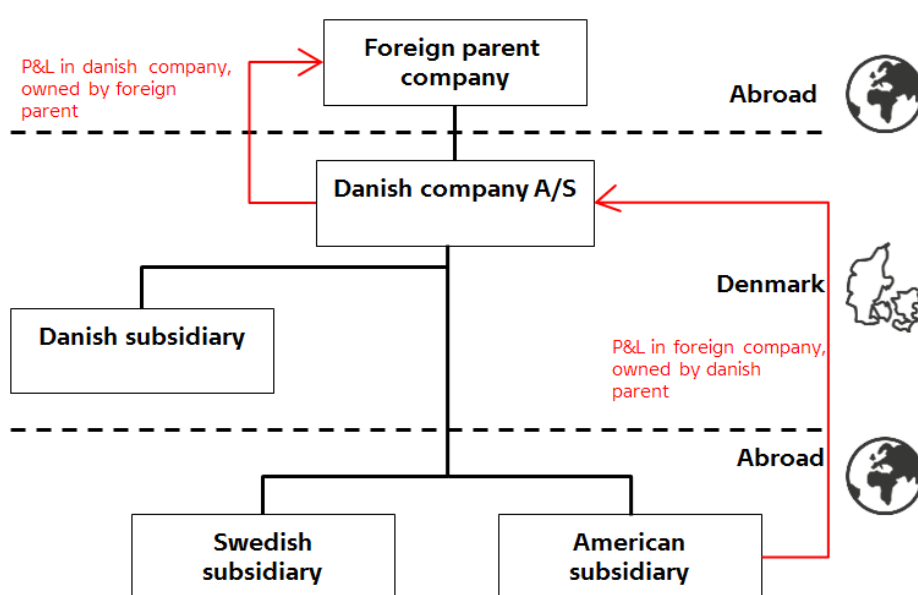 Foreign parent
company
P&L in danish company,
owned by foreign
parent
Abroad
Danish company A/S
Denmark
Danish subsidiary
P&L in foreign company,
owned by danish
parent
Abroad
Swedish
subsidiary
American
subsidiary